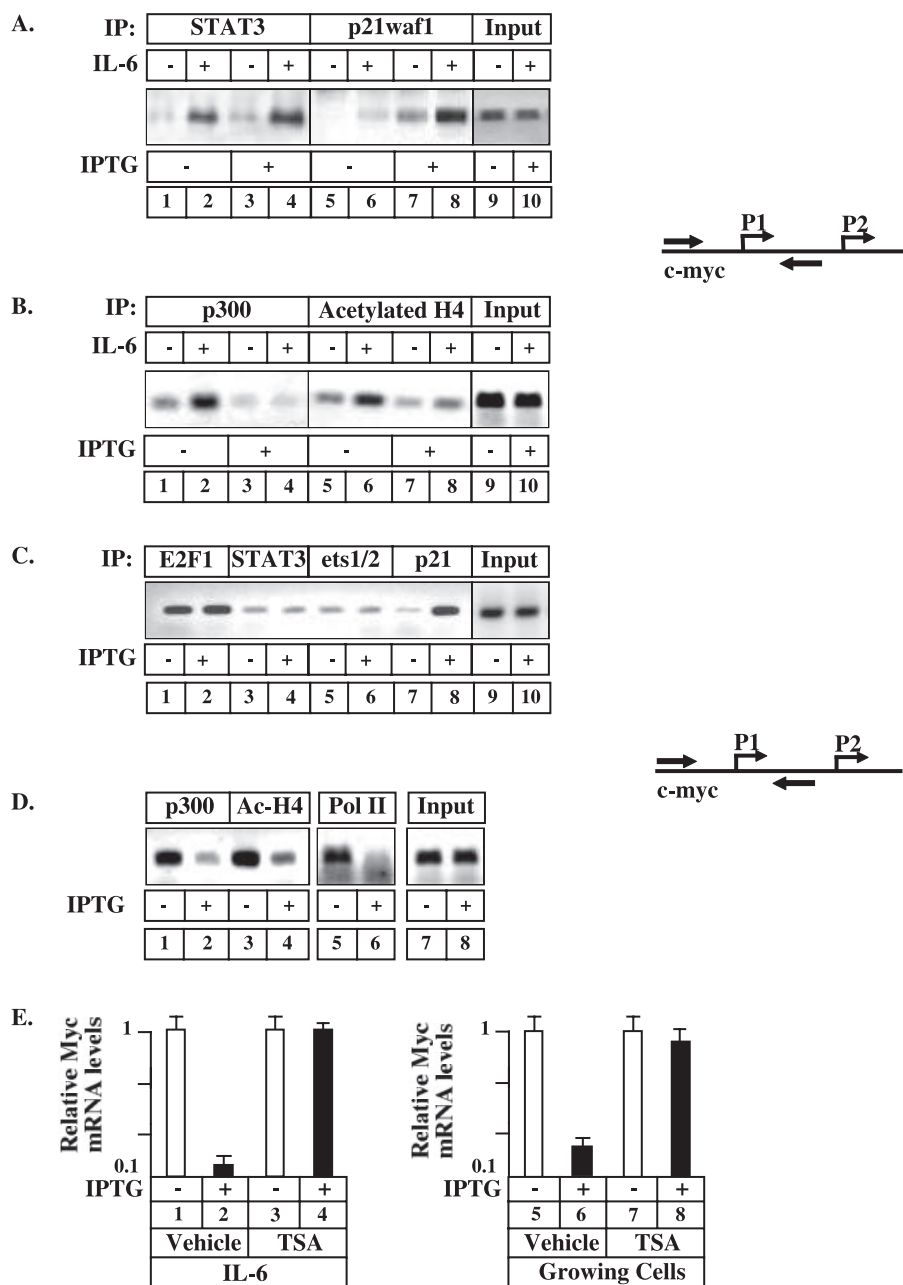 A.
IP: STAT3 p21waf1 Input
IL-6 - + - + - + - + - +
IPTG - + - + - +
1 2 3 4 5 6 7 8 9 10
P1 P2
c-myc
B.
IP: p300 Acetylated H4 Input
IL-6 - + - + - + - + - +
IPTG - + - + - +
1 2 3 4 5 6 7 8 9 10
C.
IP: E2F1 STAT3 ets1/2 p21 Input
IPTG - + - + - + - + - +
1 2 3 4 5 6 7 8 9 10
P1 P2
c-myc
D.
p300 Ac-H4 Pol II Input
IPTG - + - + - + - +
1 2 3 4 5 6 7 8
E.
Relative Myc
mRNA levels
1
0.1
IPTG - + - +
1 2 3 4
Vehicle TSA
IL-6
Relative Myc
mRNA levels
1
0.1
IPTG - + - +
5 6 7 8
Vehicle TSA
Growing Cells